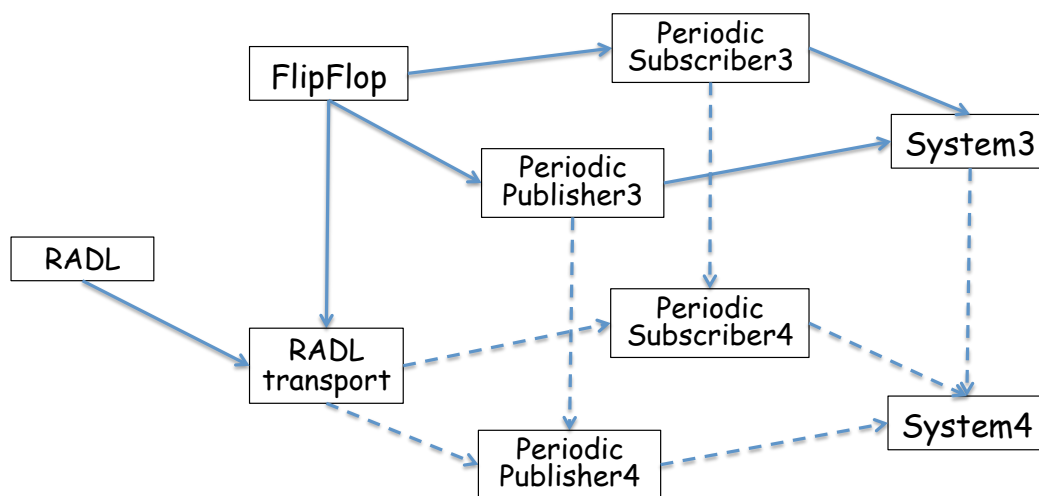 Periodic
Subscriber3
FlipFlop
System3
Periodic
Publisher3
RADL
Periodic
Subscriber4
RADL
transport
System4
Periodic
Publisher4